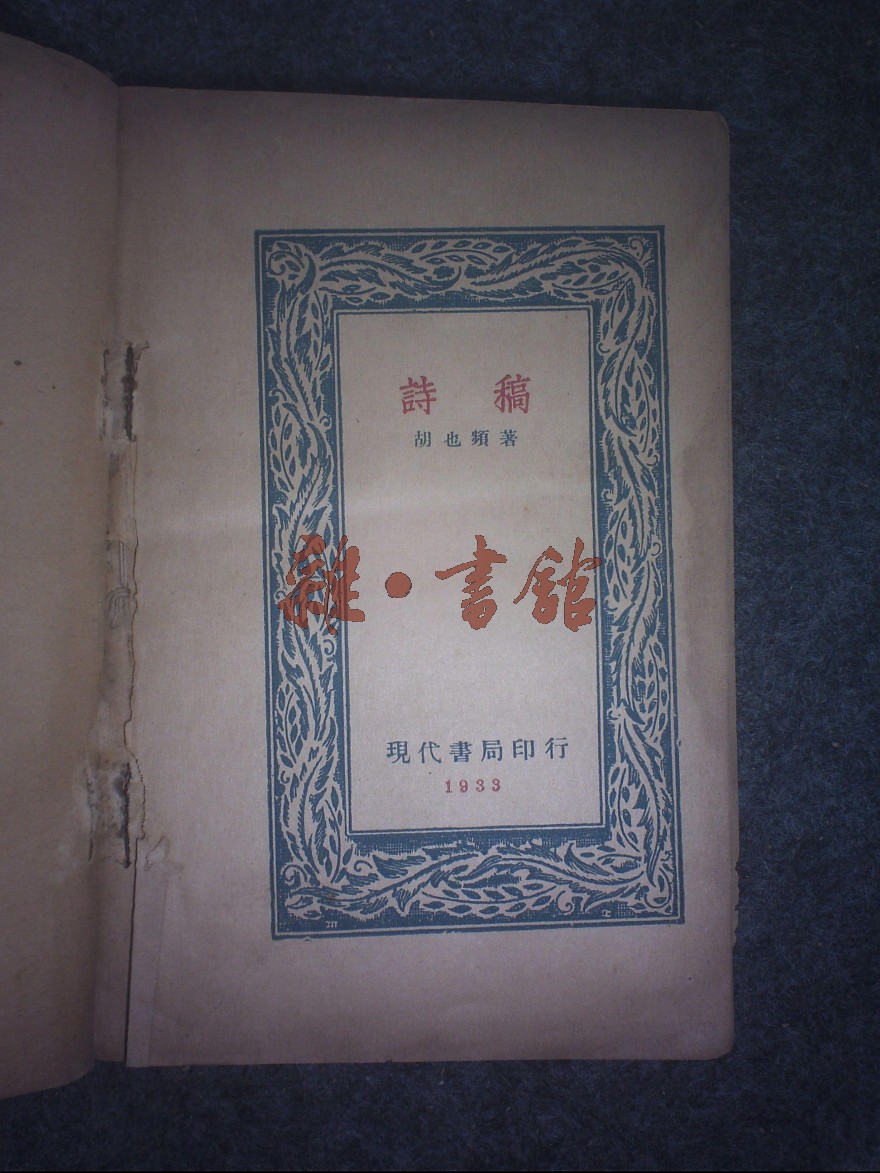 詩 稿
胡也頻著
雜·書館
現代書局印行
1933